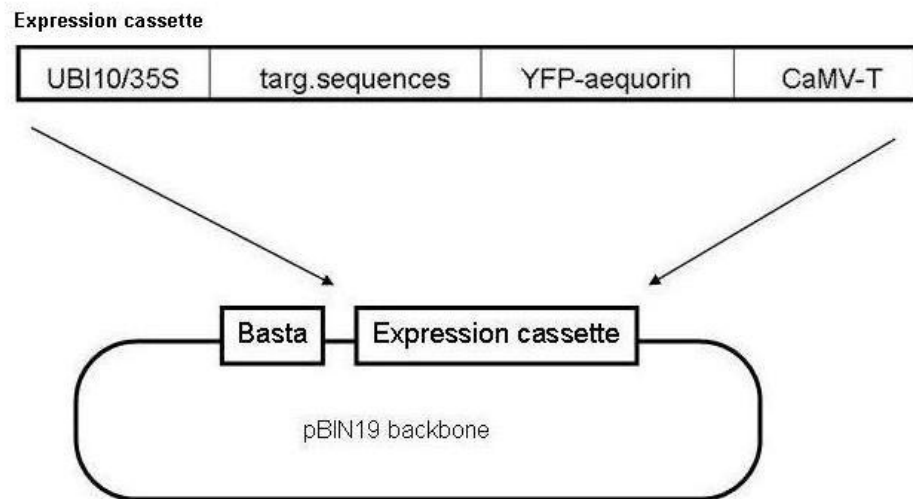 Expression cassette
UBI10/35S targ.sequences YFP-aequorin CaMV-T
Basta Expression cassette
pBIN19 backbone